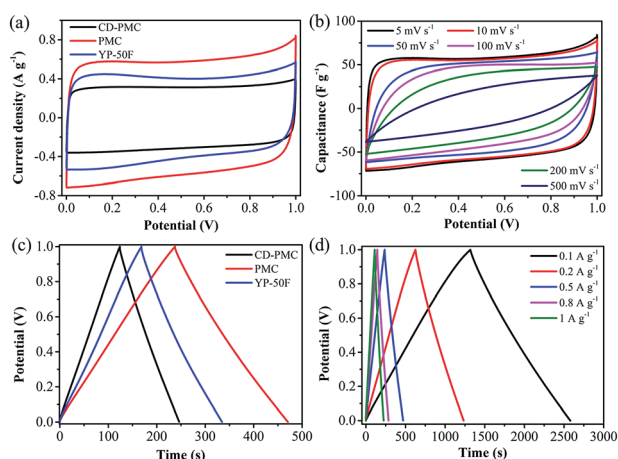 (a)
CD-PMC
PMC
YP-50F
Current density (A g⁻¹)
0.8
0.4
0.0
-0.4
-0.8
0.0 0.2 0.4 0.6 0.8 1.0
Potential (V)
(b)
5 mV s⁻¹ 10 mV s⁻¹
50 mV s⁻¹ 100 mV s⁻¹
200 mV s⁻¹
500 mV s⁻¹
Capacitance (F g⁻¹)
100
50
0
-50
-100
0.0 0.2 0.4 0.6 0.8 1.0
Potential (V)
(c)
CD-PMC
PMC
YP-50F
Potential (V)
1.0
0.8
0.6
0.4
0.2
0.0
0 100 200 300 400 500
Time (s)
(d)
0.1 A g⁻¹
0.2 A g⁻¹
0.5 A g⁻¹
0.8 A g⁻¹
1 A g⁻¹
Potential (V)
1.0
0.8
0.6
0.4
0.2
0.0
0 500 1000 1500 2000 2500 3000
Time (s)